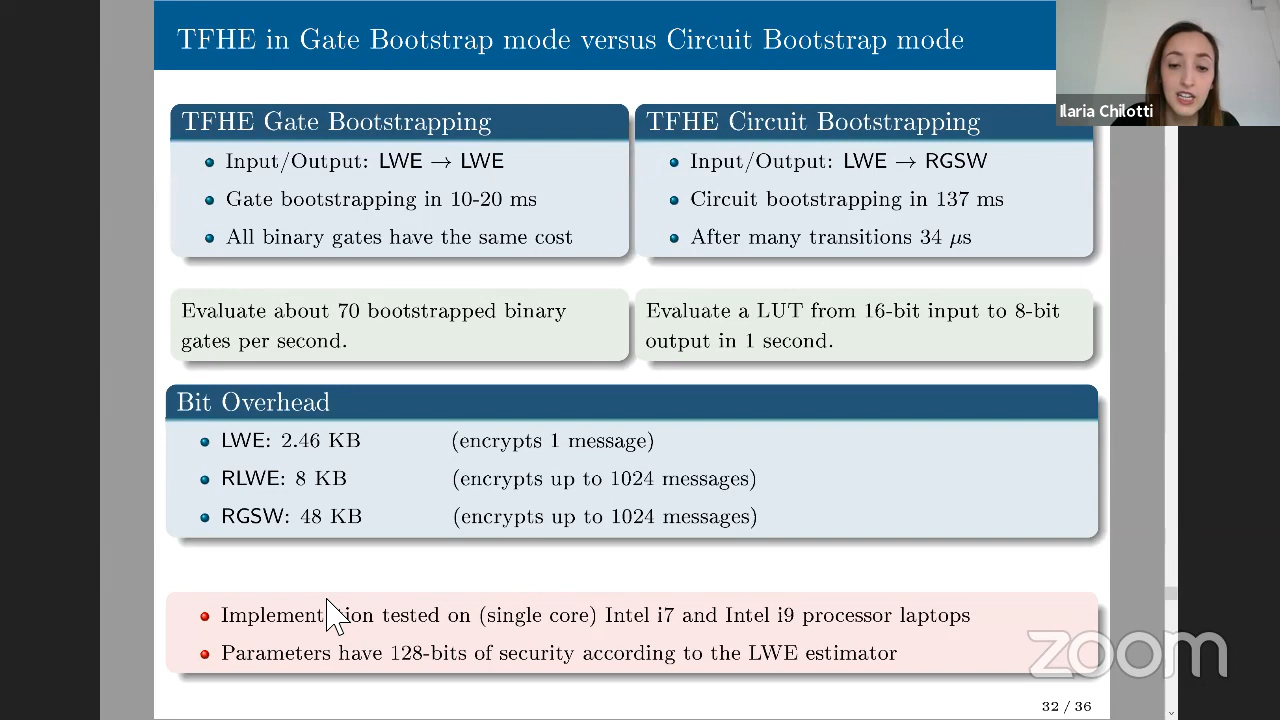 TFHE in Gate Bootstrap mode versus Circuit Bootstrap mode
Ilaria Chilotti
TFHE Gate Bootstrapping
Input/Output: LWE → LWE
Gate bootstrapping in 10-20 ms
All binary gates have the same cost
TFHE Circuit Bootstrapping
Input/Output: LWE → RGSW
Circuit bootstrapping in 137 ms
After many transitions 34 μs
Evaluate about 70 bootstrapped binary
gates per second.
Evaluate a LUT from 16-bit input to 8-bit
output in 1 second.
Bit Overhead
LWE: 2.46 KB (encrypts 1 message)
RLWE: 8 KB (encrypts up to 1024 messages)
RGSW: 48 KB (encrypts up to 1024 messages)
Implementation tested on (single core) Intel i7 and Intel i9 processor laptops
Parameters have 128-bits of security according to the LWE estimator
zoom
32 / 36